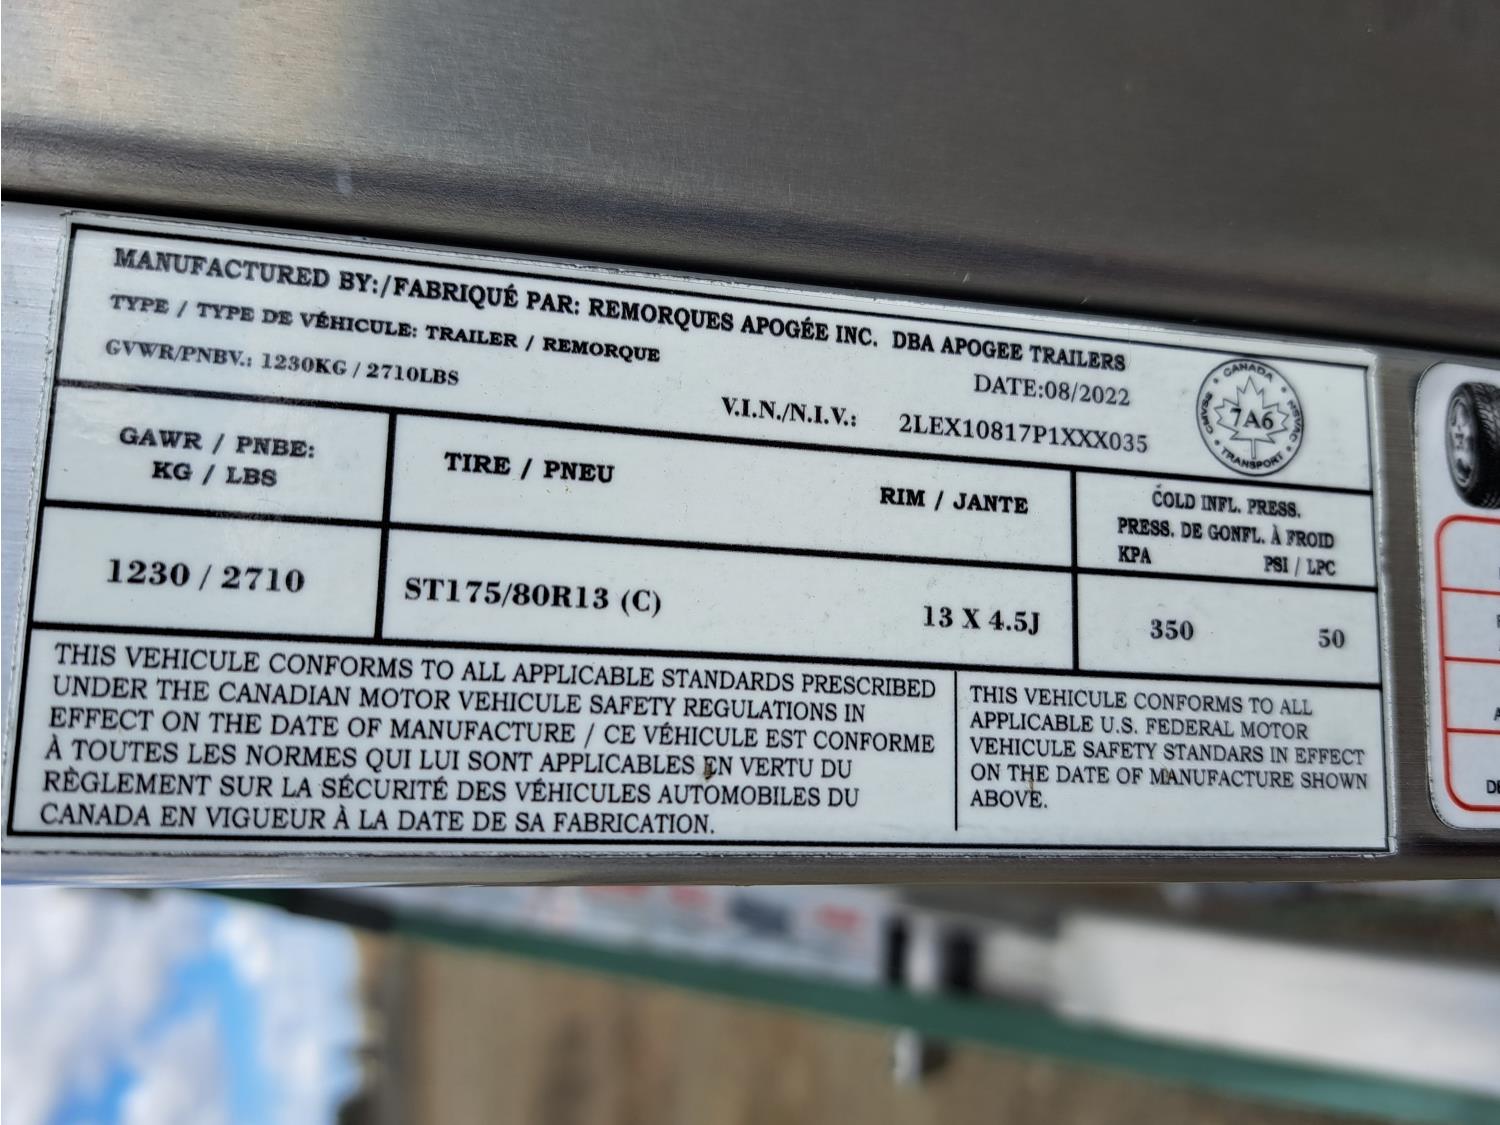 MANUFACTURED BY:/FABRIQUÉ PAR: REMORQUES APOGÉE INC. DBA APOGEE TRAILERS
TYPE / TYPE DE VÉHICULE: TRAILER / REMORQUE
DATE:08/2022
GVWR/PNBV.: 1230KG / 2710LBS
V.I.N./N.I.V.: 2LEX10817P1XXX035
CANADA
NSVAC
7A6
TRANSPORT
GAWR / PNBE:
KG / LBS
TIRE / PNEU
RIM / JANTE
COLD INFL. PRESS.
PRESS. DE GONFL. À FROID
KPA PSI / LPC
1230 / 2710
ST175/80R13 (C)
13 X 4.5J
350 50
THIS VEHICULE CONFORMS TO ALL APPLICABLE STANDARDS PRESCRIBED
UNDER THE CANADIAN MOTOR VEHICULE SAFETY REGULATIONS IN
EFFECT ON THE DATE OF MANUFACTURE / CE VÉHICULE EST CONFORME
À TOUTES LES NORMES QUI LUI SONT APPLICABLES EN VERTU DU
RÈGLEMENT SUR LA SÉCURITÉ DES VÉHICULES AUTOMOBILES DU
CANADA EN VIGUEUR À LA DATE DE SA FABRICATION.
THIS VEHICULE CONFORMS TO ALL
APPLICABLE U.S. FEDERAL MOTOR
VEHICULE SAFETY STANDARS IN EFFECT
ON THE DATE OF MANUFACTURE SHOWN
ABOVE.